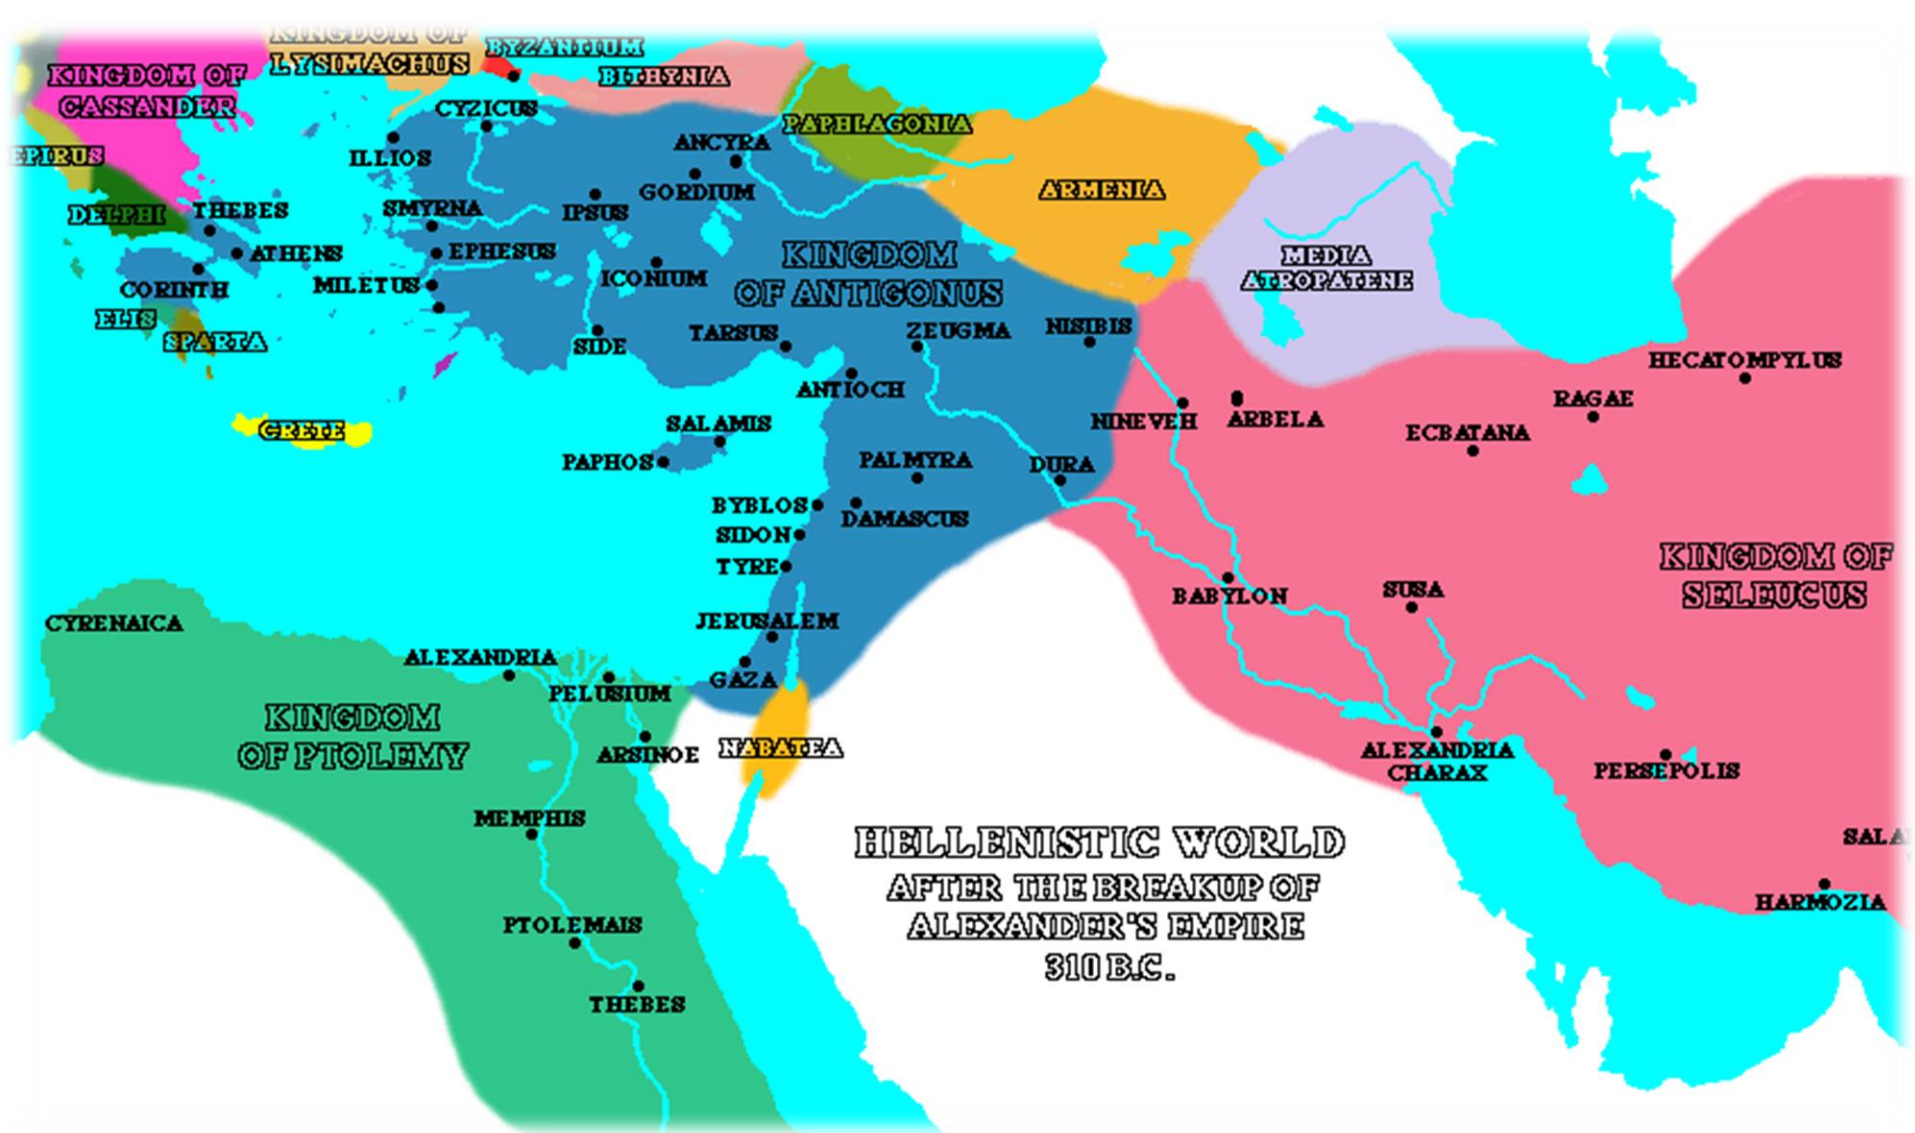 KINGDOM OF
LYSIMACHUS
BYZANTIUM
KINGDOM OF
CASSANDER
BITHYNIA
CYZICUS
PAPHLAGONIA
EPIRUS
ILLIOS
ANCYRA
GORDIUM
ARMENIA
DELPHI
THEBES
SMYRNA
IPSUS
ATHENS
EPHESUS
KINGDOM
OF ANTIGONUS
MEDIA
ATROPATENE
CORINTH
MILETUS
ICONIUM
ELIS
SPARTA
SIDE
TARSUS
ZEUGMA
NISIBIS
HECATOMPYLUS
ANTIOCH
RAGAE
CRETE
SALAMIS
NINEVEH
ARBELA
ECBATANA
PAPHOS
PALMYRA
DURA
BYBLOS
DAMASCUS
SIDON
TYRE
KINGDOM OF
SELEUCUS
BABYLON
SUSA
CYRENAICA
JERUSALEM
ALEXANDRIA
PELUSIUM
GAZA
KINGDOM
OF PTOLEMY
ARSINOE
NABATEA
ALEXANDRIA
CHARAX
PERSEPOLIS
MEMPHIS
HELLENISTIC WORLD
AFTER THE BREAKUP OF
ALEXANDER'S EMPIRE
310 B.C.
HARMOZIA
PTOLEMAIS
THEBES